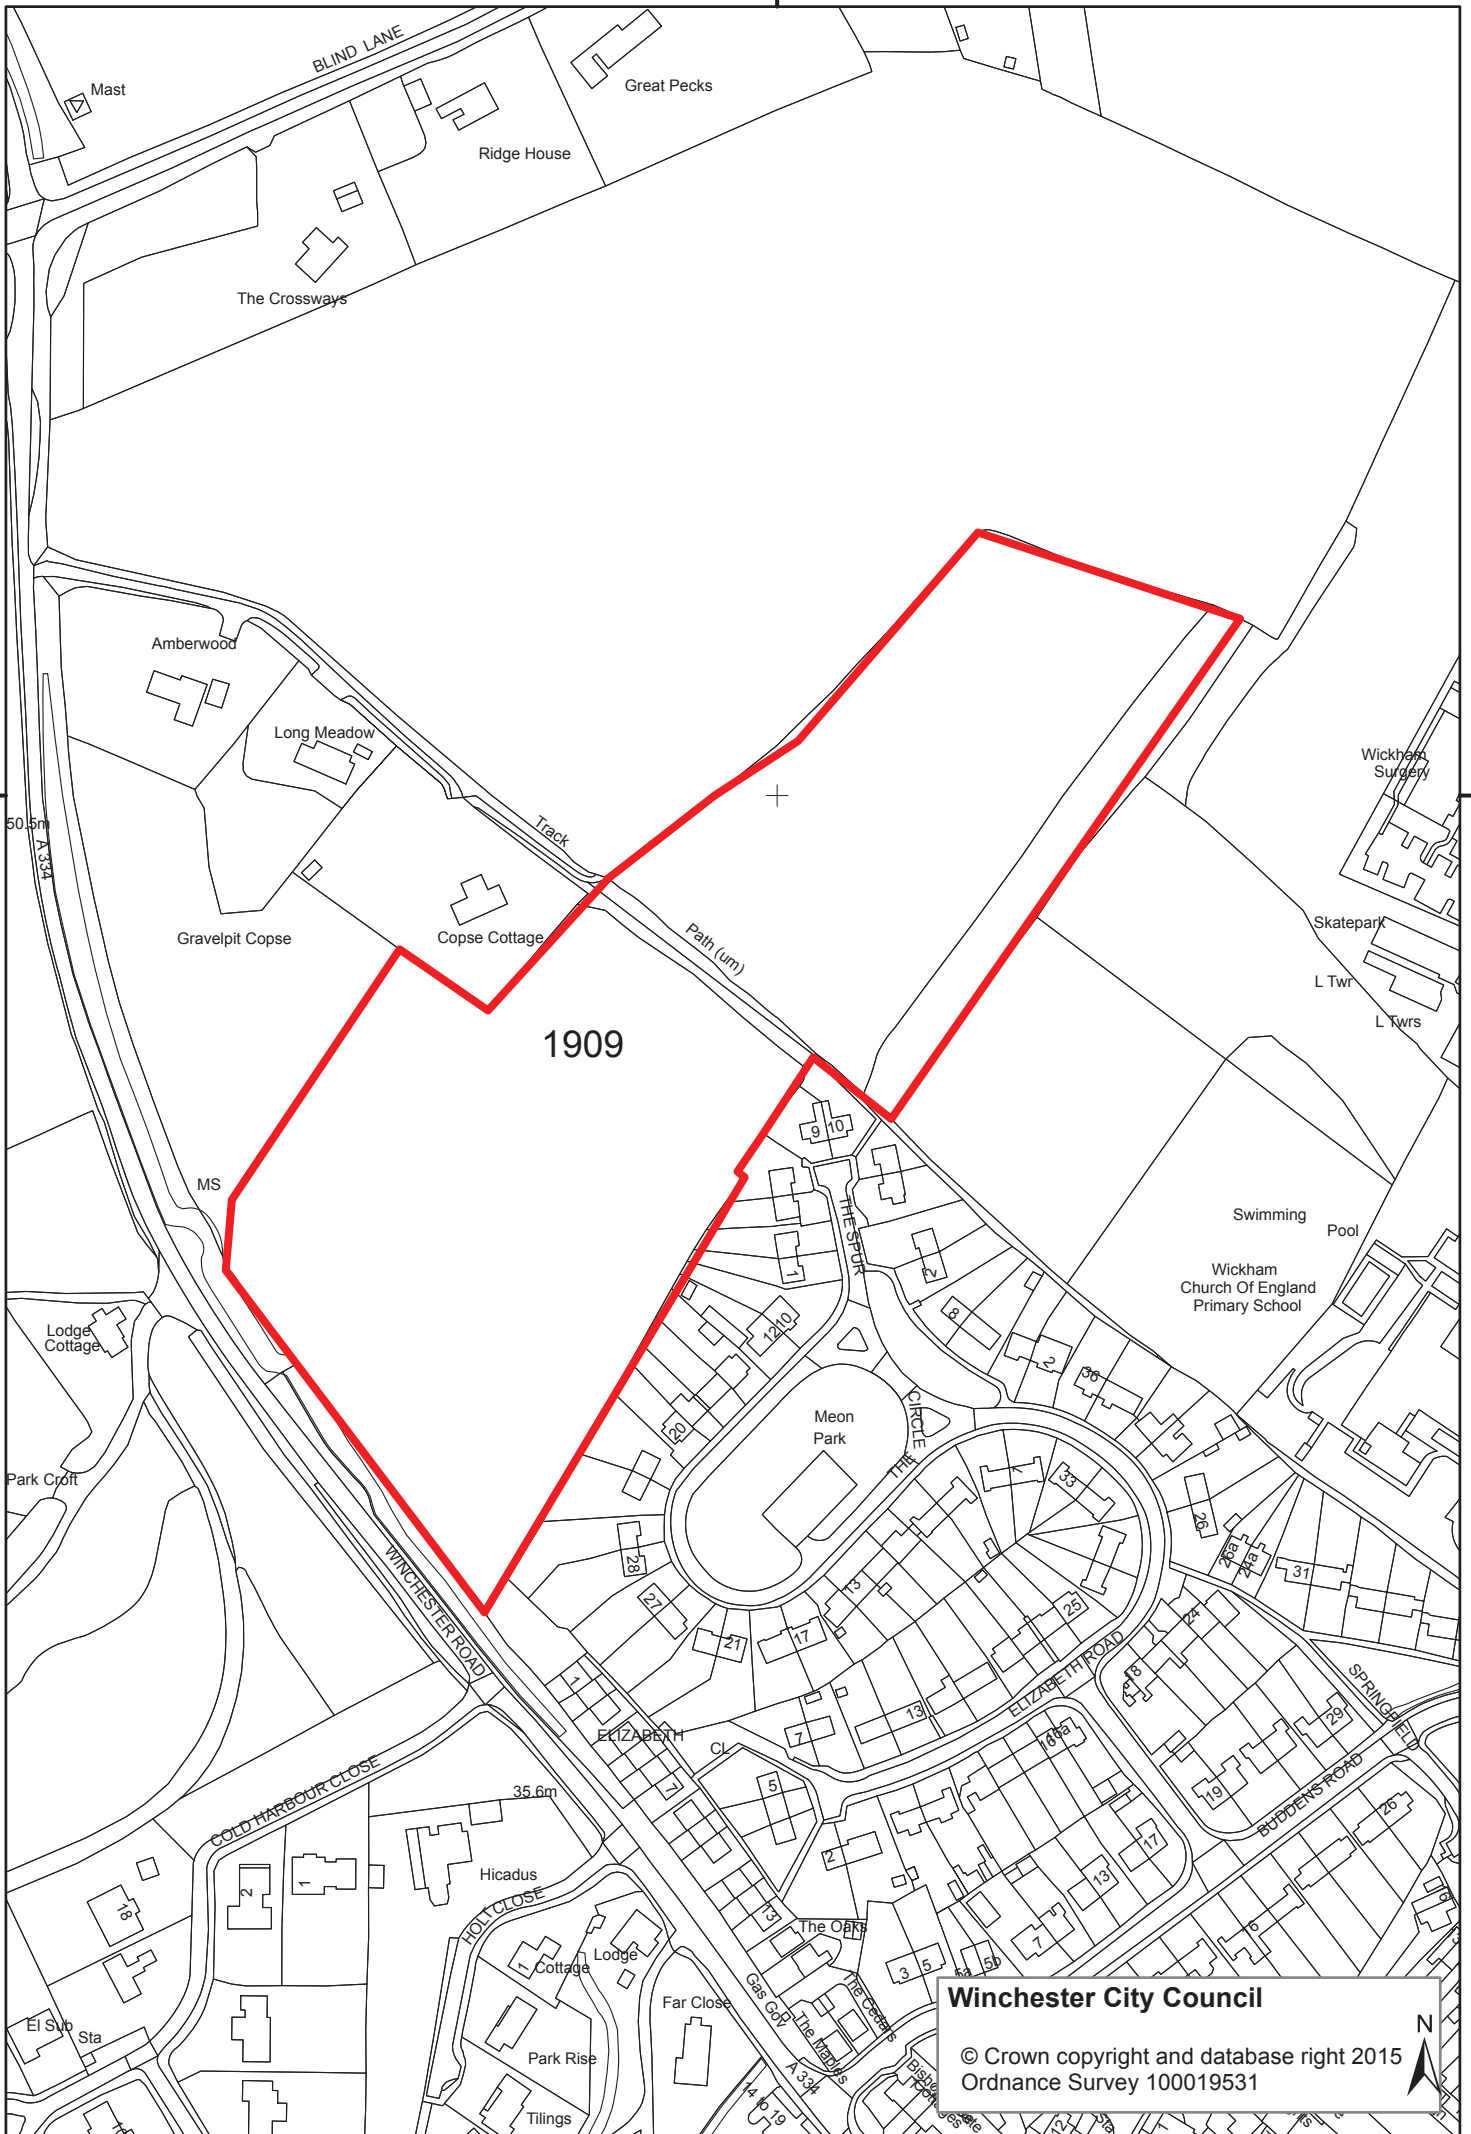 BLIND LANE
Mast
Great Pecks
Ridge House
The Crossways
Amberwood
Long Meadow
Wickham
Surgery
50.5m
A 334
Track
Gravelpit Copse
Copse Cottage
Path (um)
Skatepark
L Twr
L Twrs
1909
9
10
MS
THE SPUR
1
2
Swimming
Pool
Wickham
Church Of England
Primary School
8
1210
2
36
Lodge
Cottage
20
Meon
Park
THE
CIRCLE
1
33
Park Croft
26
26a
24a
31
28
WINCHESTER ROAD
27
21
17
13
25
24
18
ELIZABETH ROAD
SPRINGFIELD
1
ELIZABETH
CL
7
7
13
16a
29
19
BUDDENS ROAD
COLD HARBOUR CLOSE
35.6m
5
2
17
13
26
Hicadus
2
1
18
HOLT CLOSE
13
The Oaks
7
16
1
Cottage
Lodge
3
5
5a
5b
Gas Gov
The Cedars
The Maples
Far Close
El Sub
Sta
Park Rise
A 334
14 to 19
Tilings
12
Winchester City Council
N
© Crown copyright and database right 2015
Ordnance Survey 100019531